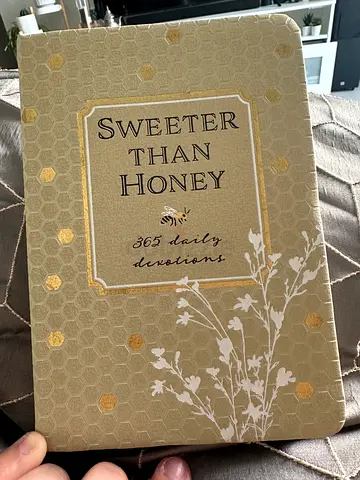 SWEETER
THAN
HONEY
365 daily
devotions